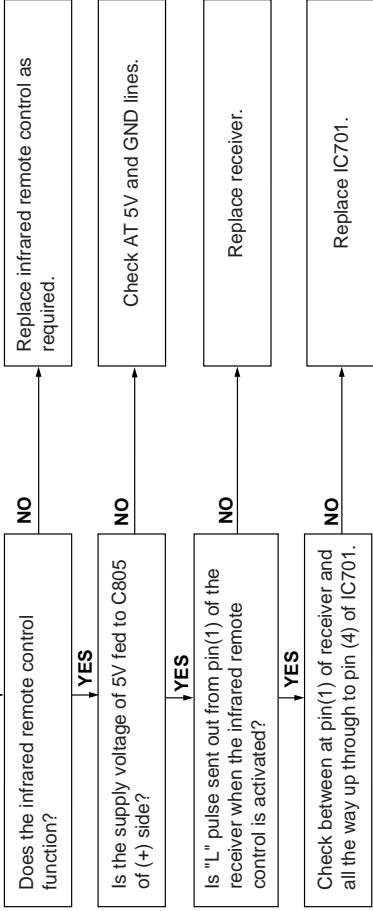 Does the infrared remote control
function?
NO
Replace infrared remote control as
required.
YES
Is the supply voltage of 5V fed to C805
of (+) side?
NO
Check AT 5V and GND lines.
YES
Is "L" pulse sent out from pin(1) of the
receiver when the infrared remote
control is activated?
NO
Replace receiver.
YES
Check between at pin(1) of receiver and
all the way up through to pin (4) of IC701.
NO
Replace IC701.